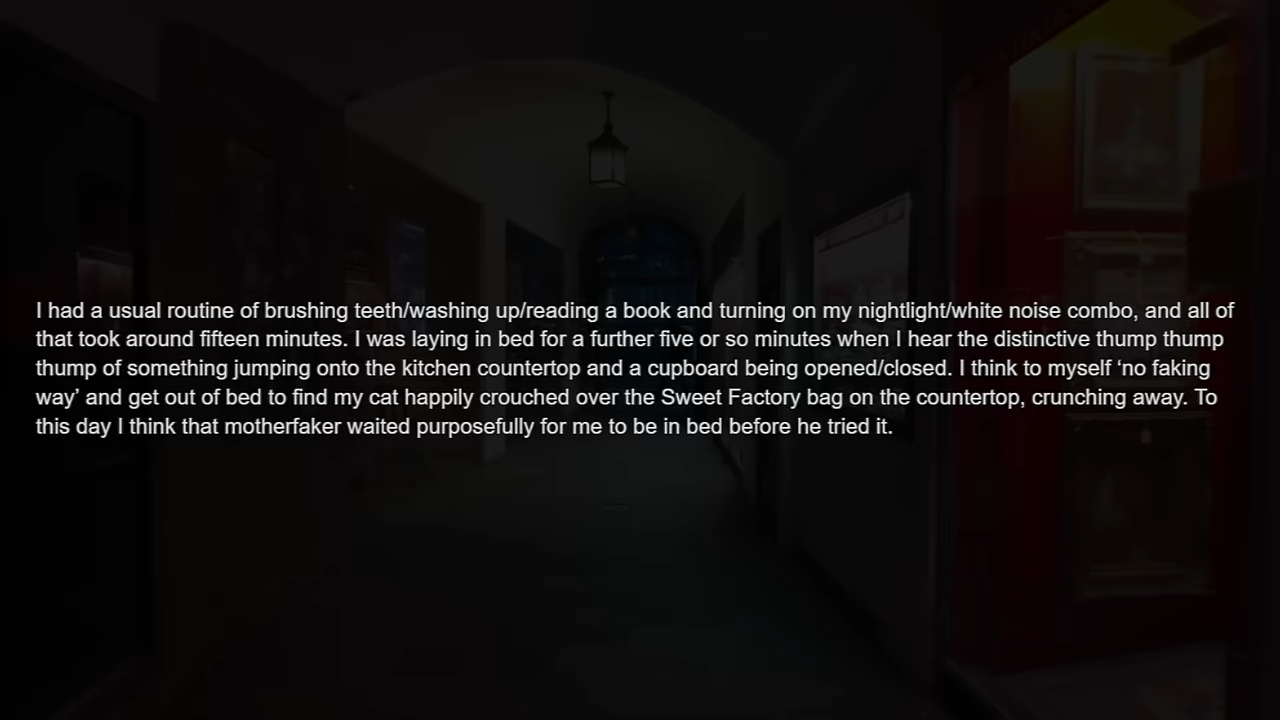 I had a usual routine of brushing teeth/washing up/reading a book and turning on my nightlight/white noise combo, and all of
that took around fifteen minutes. I was laying in bed for a further five or so minutes when I hear the distinctive thump thump
thump of something jumping onto the kitchen countertop and a cupboard being opened/closed. I think to myself ‘no faking
way’ and get out of bed to find my cat happily crouched over the Sweet Factory bag on the countertop, crunching away. To
this day I think that motherfaker waited purposefully for me to be in bed before he tried it.